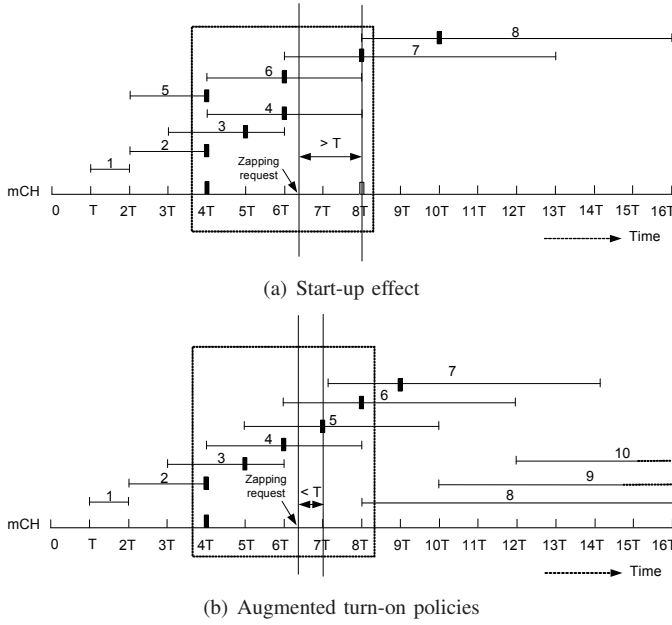 8
7
6
5
4
3
> T
2
Zapping
request
1
mCH
0 T 2T 3T 4T 5T 6T 7T 8T 9T 10T 11T 12T 13T 14T 15T 16T
Time
(a) Start-up effect
7
6
5
4
10
3
Zapping
request
< T
2
9
1
8
mCH
0 T 2T 3T 4T 5T 6T 7T 8T 9T 10T 11T 12T 13T 14T 15T 16T
Time
(b) Augmented turn-on policies